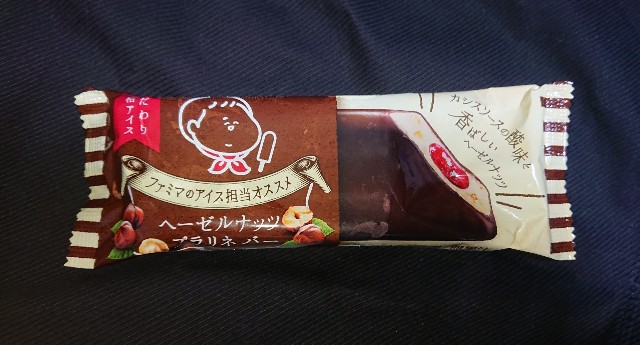 だわり
アイス
ファミマのアイス担当オススメ
ヘーゼルナッツ
プラリネバー
カシスソースの酸味と
香ばしい
ヘーゼルナッツ